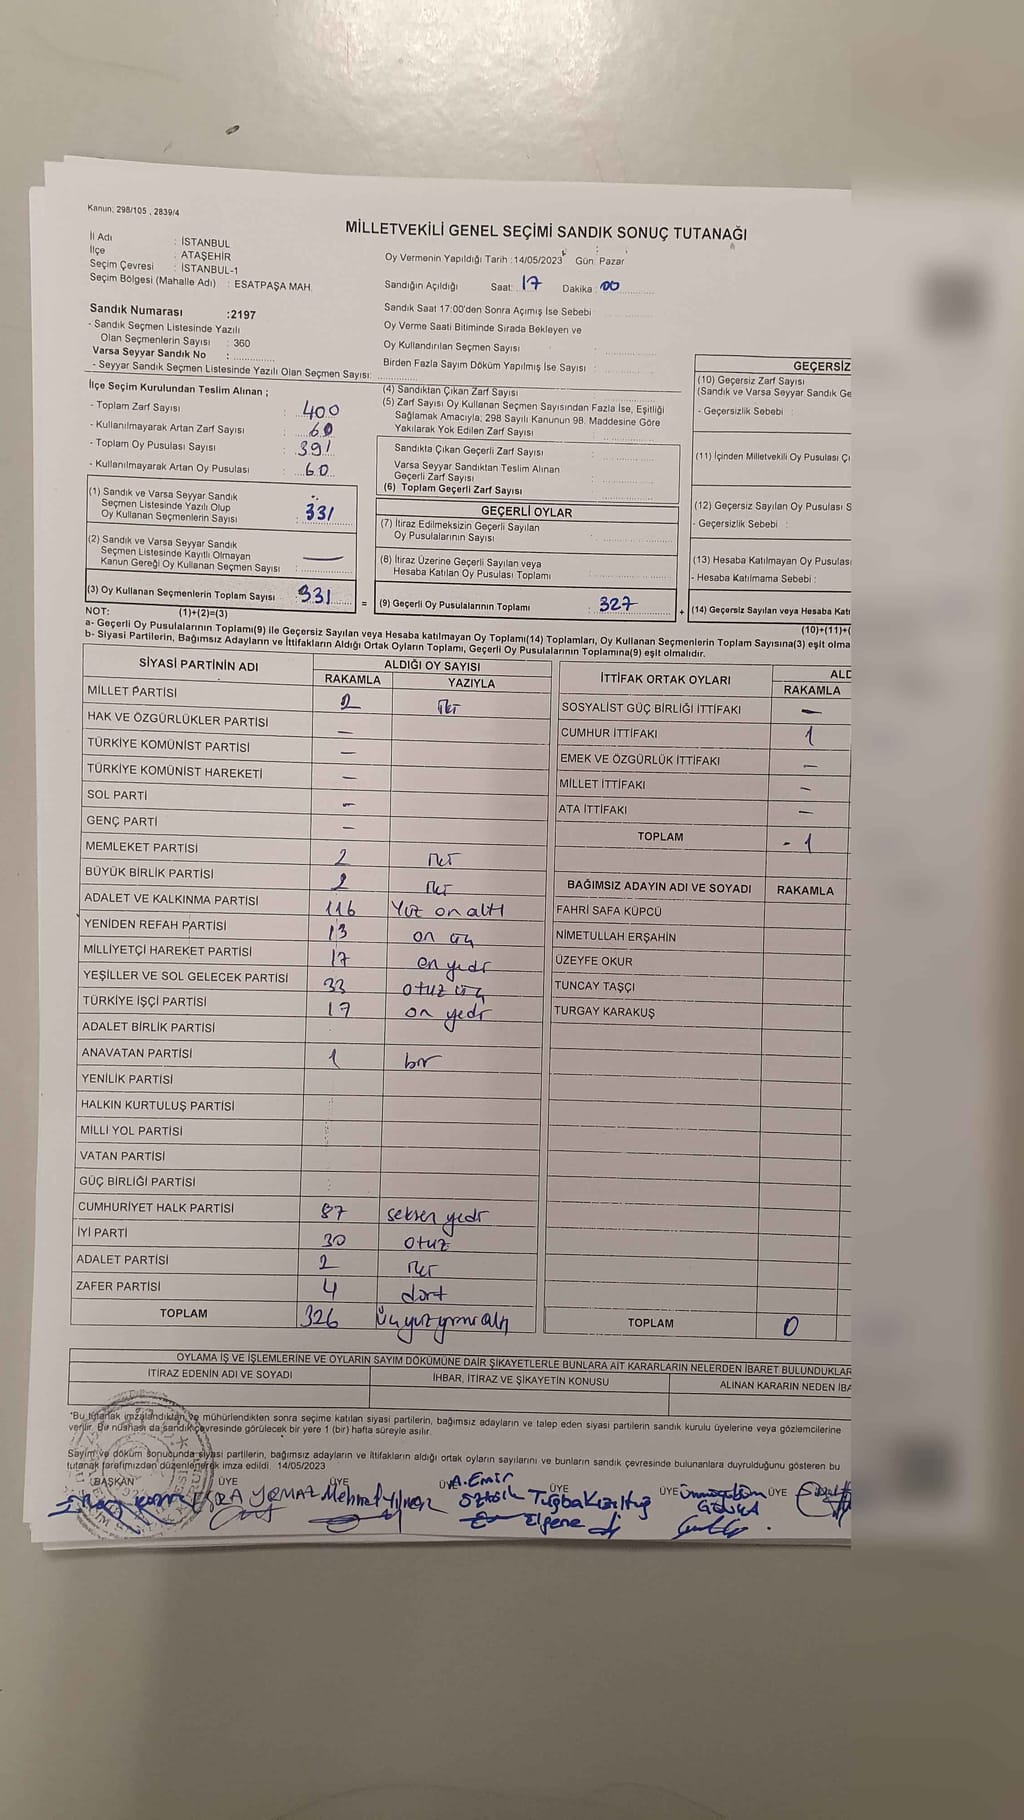 Kanun; 298/105 , 2839/4
MİLLETVEKİLİ GENEL SEÇİMİ SANDIK SONUÇ TUTANAĞI
İl Adı : İSTANBUL
İlçe : ATAŞEHİR
Seçim Çevresi : İSTANBUL-1
Seçim Bölgesi (Mahalle Adı) : ESATPAŞA MAH.
Oy Vermenin Yapıldığı Tarih :14/05/2023 Gün: Pazar
Sandığın Açıldığı Saat: 17 Dakika : 00
Sandık Saat 17:00'den Sonra Açımış İse Sebebi :
Oy Verme Saati Bitiminde Sırada Bekleyen ve
Oy Kullandırılan Seçmen Sayısı :
Birden Fazla Sayım Döküm Yapılmış İse Sayısı :
Sandık Numarası :2197
- Sandık Seçmen Listesinde Yazılı
Olan Seçmenlerin Sayısı : 360
Varsa Seyyar Sandık No :
- Seyyar Sandık Seçmen Listesinde Yazılı Olan Seçmen Sayısı:
İlçe Seçim Kurulundan Teslim Alınan ;
- Toplam Zarf Sayısı : 400
- Kullanılmayarak Artan Zarf Sayısı : 60
- Toplam Oy Pusulası Sayısı : 391
- Kullanılmayarak Artan Oy Pusulası : 60
(1) Sandık ve Varsa Seyyar Sandık
Seçmen Listesinde Yazılı Olup
Oy Kullanan Seçmenlerin Sayısı : 331
(2) Sandık ve Varsa Seyyar Sandık
Seçmen Listesinde Kayıtlı Olmayan
Kanun Gereği Oy Kullanan Seçmen Sayısı : —
(3) Oy Kullanan Seçmenlerin Toplam Sayısı : 331 =
(1)+(2)=(3)
(4) Sandıktan Çıkan Zarf Sayısı :
(5) Zarf Sayısı Oy Kullanan Seçmen Sayısından Fazla İse, Eşitliği
Sağlamak Amacıyla; 298 Sayılı Kanunun 98. Maddesine Göre
Yakılarak Yok Edilen Zarf Sayısı :
Sandıkta Çıkan Geçerli Zarf Sayısı :
Varsa Seyyar Sandıktan Teslim Alınan
Geçerli Zarf Sayısı :
(6) Toplam Geçerli Zarf Sayısı :
GEÇERLİ OYLAR
(7) İtiraz Edilmeksizin Geçerli Sayılan
Oy Pusulalarının Sayısı :
(8) İtiraz Üzerine Geçerli Sayılan veya
Hesaba Katılan Oy Pusulası Toplamı :
(9) Geçerli Oy Pusulalarının Toplamı : 327 +
GEÇERSİZ
(10) Geçersiz Zarf Sayısı
(Sandık ve Varsa Seyyar Sandık Ge
- Geçersizlik Sebebi :
(11) İçinden Milletvekili Oy Pusulası Çı
(12) Geçersiz Sayılan Oy Pusulası S
- Geçersizlik Sebebi :
(13) Hesaba Katılmayan Oy Pusulas
- Hesaba Katılmama Sebebi :
(14) Geçersiz Sayılan veya Hesaba Katı
(10)+(11)+(
NOT:
a- Geçerli Oy Pusulalarının Toplamı(9) ile Geçersiz Sayılan veya Hesaba katılmayan Oy Toplamı(14) Toplamları, Oy Kullanan Seçmenlerin Toplam Sayısına(3) eşit olma
b- Siyasi Partilerin, Bağımsız Adayların ve İttifakların Aldığı Ortak Oyların Toplamı, Geçerli Oy Pusulalarının Toplamına(9) eşit olmalıdır.
SİYASİ PARTİNİN ADI ALDIĞI OY SAYISI
RAKAMLA YAZIYLA
MİLLET PARTİSİ 2 İki
HAK VE ÖZGÜRLÜKLER PARTİSİ —
TÜRKİYE KOMÜNİST PARTİSİ —
TÜRKİYE KOMÜNİST HAREKETİ —
SOL PARTİ —
GENÇ PARTİ —
MEMLEKET PARTİSİ 2 İki
BÜYÜK BİRLİK PARTİSİ 2 İki
ADALET VE KALKINMA PARTİSİ 116 Yüz on altı
YENİDEN REFAH PARTİSİ 13 on üç
MİLLİYETÇİ HAREKET PARTİSİ 17 on yedi
YEŞİLLER VE SOL GELECEK PARTİSİ 33 otuz üç
TÜRKİYE İŞÇİ PARTİSİ 17 on yedi
ADALET BİRLİK PARTİSİ
ANAVATAN PARTİSİ 1 bir
YENİLİK PARTİSİ
HALKIN KURTULUŞ PARTİSİ
MİLLİ YOL PARTİSİ
VATAN PARTİSİ
GÜÇ BİRLİĞİ PARTİSİ
CUMHURİYET HALK PARTİSİ 87 seksen yedi
İYİ PARTİ 30 otuz
ADALET PARTİSİ 2 iki
ZAFER PARTİSİ 4 dört
TOPLAM 326 Üçyüzyirmialtı
İTTİFAK ORTAK OYLARI ALD
RAKAMLA
SOSYALİST GÜÇ BİRLİĞİ İTTİFAKI —
CUMHUR İTTİFAKI 1
EMEK VE ÖZGÜRLÜK İTTİFAKI —
MİLLET İTTİFAKI —
ATA İTTİFAKI —
TOPLAM - 1
BAĞIMSIZ ADAYIN ADI VE SOYADI RAKAMLA
FAHRİ SAFA KÜPCÜ
NİMETULLAH ERŞAHİN
ÜZEYFE OKUR
TUNCAY TAŞÇI
TURGAY KARAKUŞ
TOPLAM 0
OYLAMA İŞ VE İŞLEMLERİNE VE OYLARIN SAYIM DÖKÜMÜNE DAİR ŞİKAYETLERLE BUNLARA AİT KARARLARIN NELERDEN İBARET BULUNDUKLAR
İTİRAZ EDENİN ADI VE SOYADI İHBAR, İTİRAZ VE ŞİKAYETİN KONUSU ALINAN KARARIN NEDEN İBA
"Bu tutanak imzalandıktan ve mühürlendikten sonra seçime katılan siyasi partilerin, bağımsız adayların ve talep eden siyasi partilerin sandık kurulu üyelerine veya gözlemcilerine
verilir. Bir nüshası da sandık çevresinde görülecek bir yere 1 (bir) hafta süreyle asılır.
Sayım ve döküm sonucunda siyasi partilerin, bağımsız adayların ve ittifakların aldığı ortak oyların sayılarını ve bunların sandık çevresinde bulunanlara duyrulduğunu gösteren bu
tutanak tarafımızdan düzenlenerek imza edildi. 14/05/2023
BAŞKAN ÜYE ÜYE ÜYE ÜYE ÜYE ÜYE
YILMAZ Mehmet Yılmaz A.Emir Öztürk Tuğba Kızıltuğ Elgene